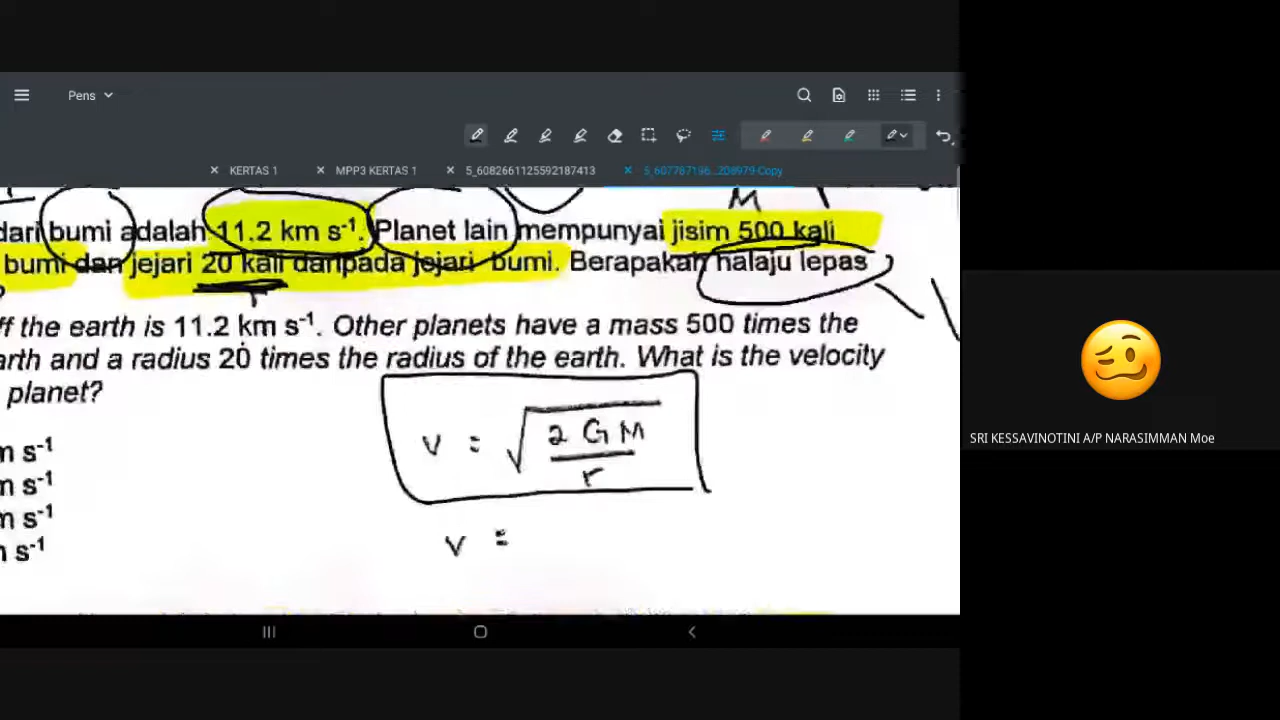 Pens
KERTAS 1
MPP3 KERTAS 1
5_6082661125592187413
5_607787196...208979 Copy
M
dari bumi adalah 11.2 km s⁻¹. Planet lain mempunyai jisim 500 kali
bumi dan jejari 20 kali daripada jejari bumi. Berapakah halaju lepas
r
ff the earth is 11.2 km s⁻¹. Other planets have a mass 500 times the
arth and a radius 20 times the radius of the earth. What is the velocity
planet?
v = √(2GM/r)
m s⁻¹
m s⁻¹
m s⁻¹
v =
s⁻¹
SRI KESSAVINOTINI A/P NARASIMMAN Moe